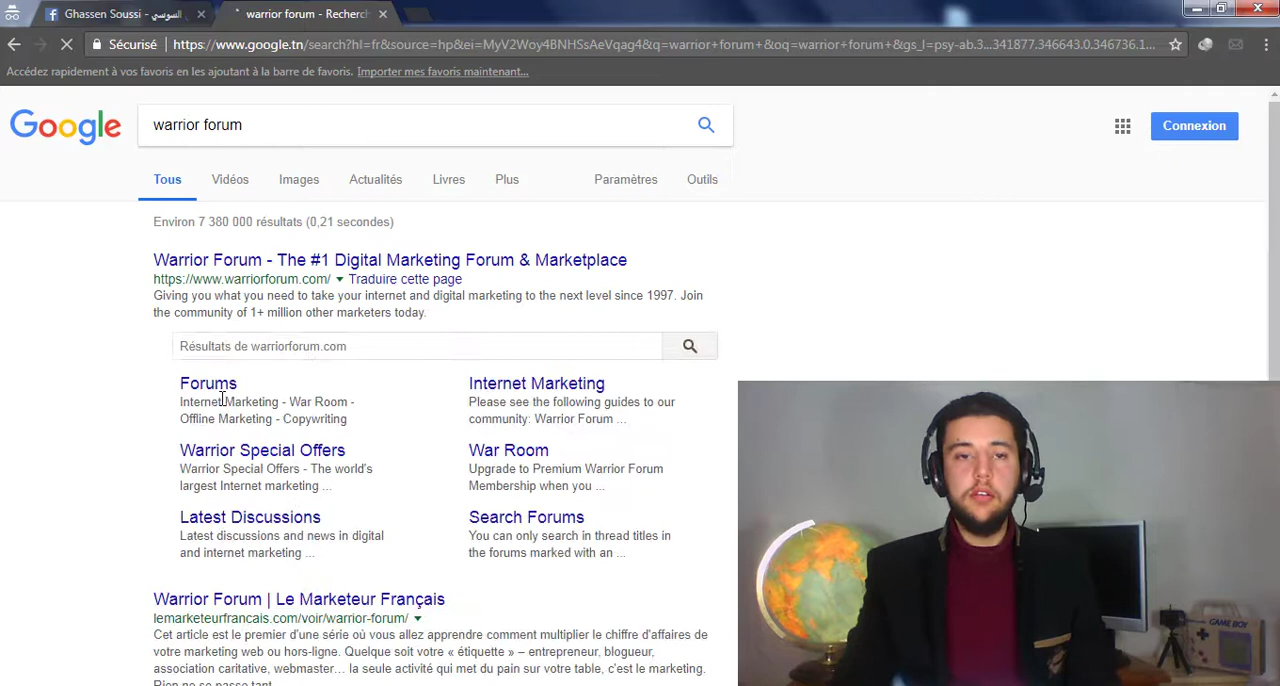 Ghassen Soussi - السوسي
warrior forum - Recherc
Sécurisé
https://www.google.tn/search?hl=fr&source=hp&ei=MyV2Woy4BNHSsAeVqag4&q=warrior+forum+&oq=warrior+forum+&gs_l=psy-ab.3...341877.346643.0.346736.1...
Accédez rapidement à vos favoris en les ajoutant à la barre de favoris. Importer mes favoris maintenant...
Google
warrior forum
Connexion
Tous Vidéos Images Actualités Livres Plus Paramètres Outils
Environ 7 380 000 résultats (0,21 secondes)
Warrior Forum - The #1 Digital Marketing Forum & Marketplace
https://www.warriorforum.com/ ▾ Traduire cette page
Giving you what you need to take your internet and digital marketing to the next level since 1997. Join
the community of 1+ million other marketers today.
Résultats de warriorforum.com
Forums
Internet Marketing - War Room -
Offline Marketing - Copywriting
Internet Marketing
Please see the following guides to our
community: Warrior Forum ...
Warrior Special Offers
Warrior Special Offers - The world's
largest Internet marketing ...
War Room
Upgrade to Premium Warrior Forum
Membership when you ...
Latest Discussions
Latest discussions and news in digital
and internet marketing ...
Search Forums
You can only search in thread titles in
the forums marked with an ...
Warrior Forum | Le Marketeur Français
lemarketeurfrancais.com/voir/warrior-forum/ ▾
Cet article est le premier d'une série où vous allez apprendre comment multiplier le chiffre d'affaires de
votre marketing web ou hors-ligne. Quelque soit votre « étiquette » – entrepreneur, blogueur,
association caritative, webmaster… la seule activité qui met du pain sur votre table, c'est le marketing.
Rien ne se passe tant
GAME BOY